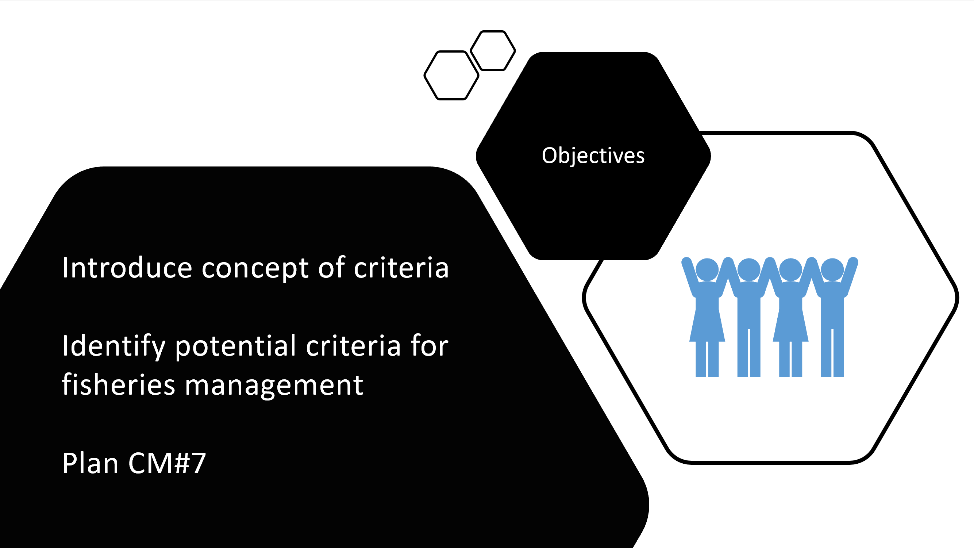 Objectives
Introduce concept of criteria
Identify potential criteria for
fisheries management
Plan CM#7